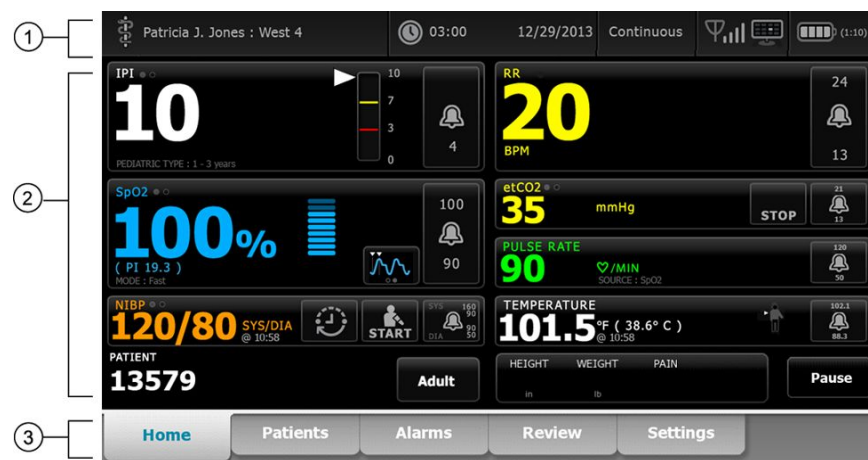 1
Patricia J. Jones : West 4
03:00
12/29/2013
Continuous
(1:10)
2
IPI
10
PEDIATRIC TYPE : 1 - 3 years
10
7
3
0
4
RR
20
BPM
24
13
SpO2
100%
( PI 19.3 )
MODE : Fast
100
90
etCO2
35
mmHg
STOP
21
13
PULSE RATE
90
/MIN
SOURCE : SpO2
120
50
NIBP
120/80 SYS/DIA
@ 10:58
START
SYS 160
90
DIA 90
50
TEMPERATURE
101.5 °F ( 38.6° C )
@ 10:58
102.1
88.3
PATIENT
13579
Adult
HEIGHT WEIGHT PAIN
in lb
Pause
3
Home Patients Alarms Review Settings